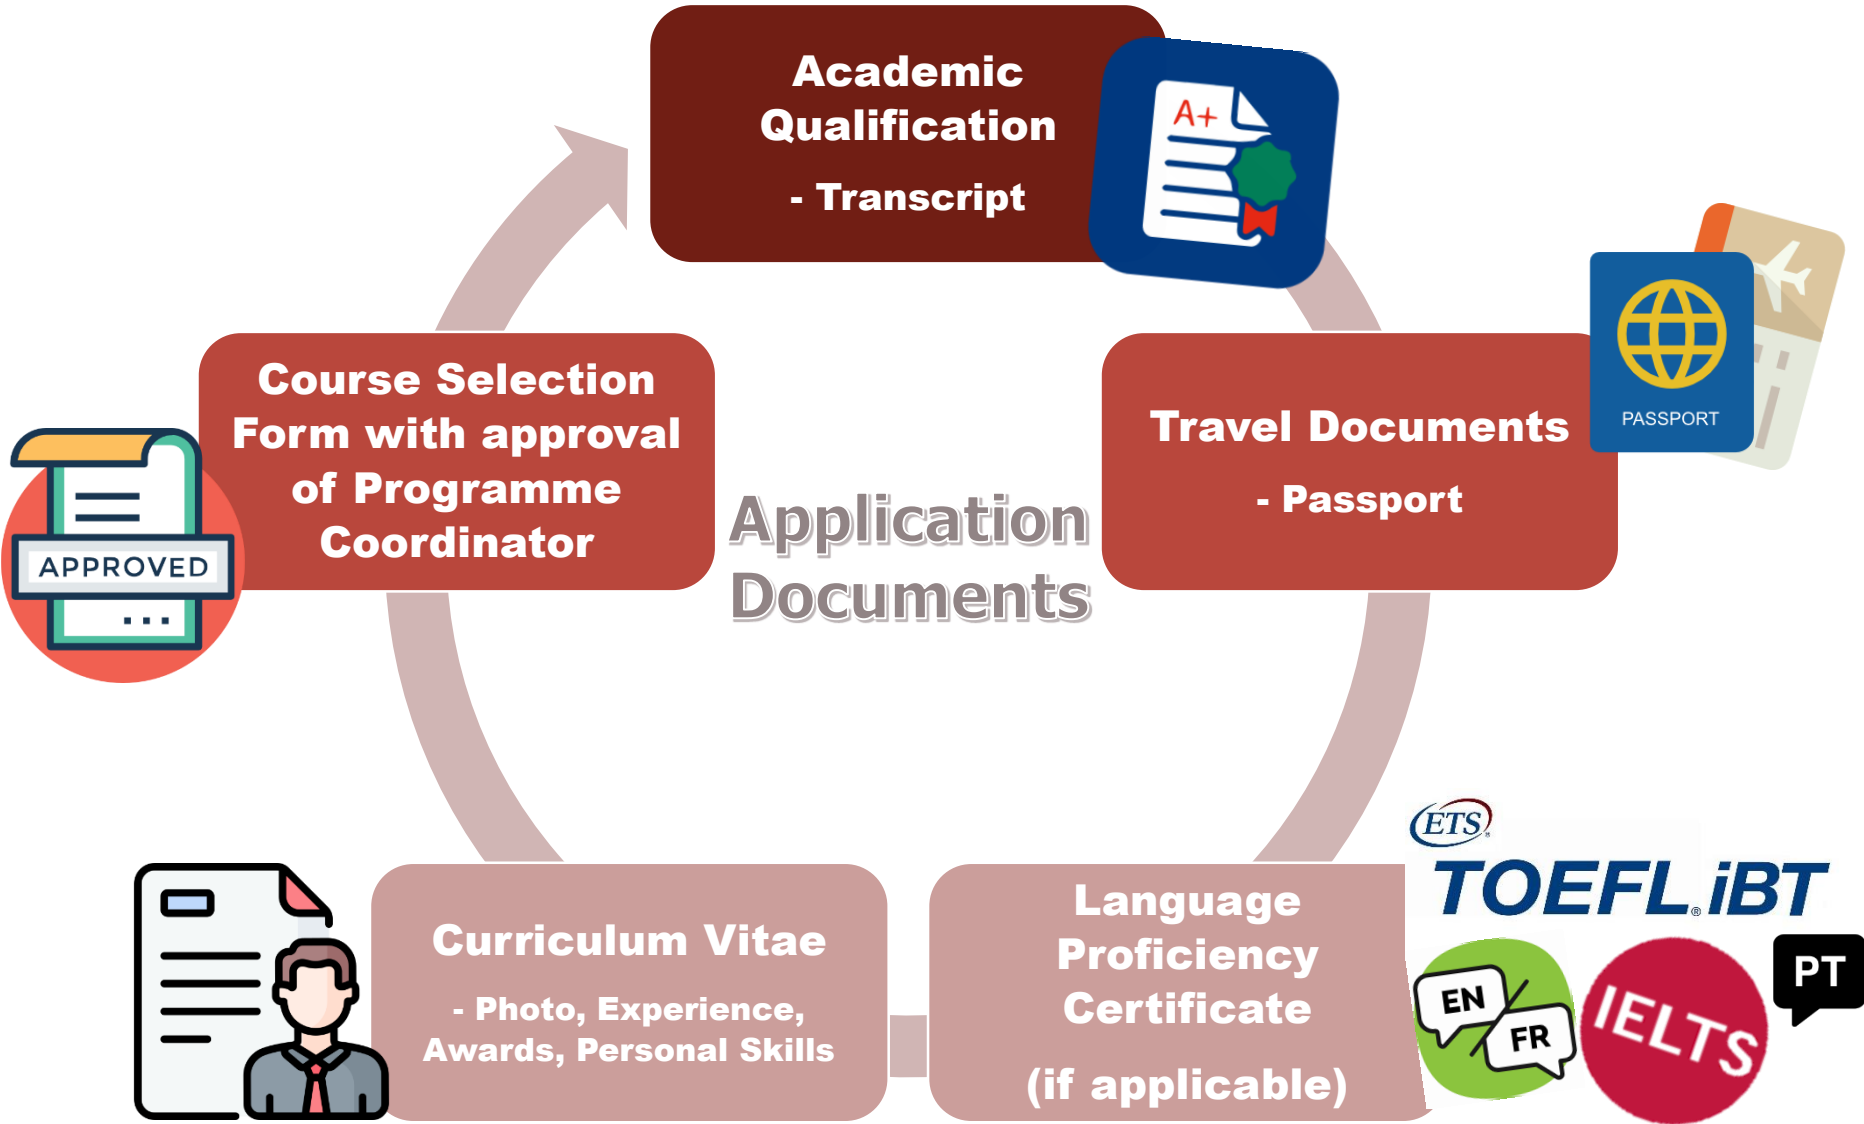 Academic
Qualification
- Transcript
A+
Travel Documents
- Passport
PASSPORT
Language
Proficiency
Certificate
(if applicable)
ETS®
TOEFL® iBT
EN
FR
IELTS
PT
Curriculum Vitae
- Photo, Experience,
Awards, Personal Skills
Course Selection
Form with approval
of Programme
Coordinator
APPROVED
Application
Documents